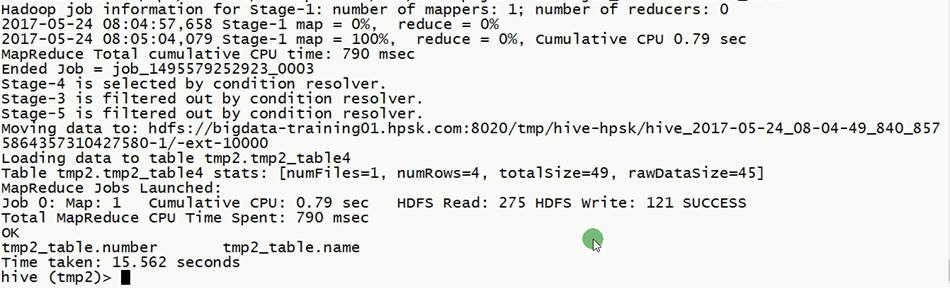 Hadoop job information for Stage-1: number of mappers: 1; number of reducers: 0
2017-05-24 08:04:57,658 Stage-1 map = 0%,  reduce = 0%
2017-05-24 08:05:04,079 Stage-1 map = 100%,  reduce = 0%, Cumulative CPU 0.79 sec
MapReduce Total cumulative CPU time: 790 msec
Ended Job = job_1495579252923_0003
Stage-4 is selected by condition resolver.
Stage-3 is filtered out by condition resolver.
Stage-5 is filtered out by condition resolver.
Moving data to: hdfs://bigdata-training01.hpsk.com:8020/tmp/hive-hpsk/hive_2017-05-24_08-04-49_840_857
5864357310427580-1/-ext-10000
Loading data to table tmp2.tmp2_table4
Table tmp2.tmp2_table4 stats: [numFiles=1, numRows=4, totalSize=49, rawDataSize=45]
MapReduce Jobs Launched:
Job 0: Map: 1   Cumulative CPU: 0.79 sec   HDFS Read: 275 HDFS Write: 121 SUCCESS
Total MapReduce CPU Time Spent: 790 msec
OK
tmp2_table.number       tmp2_table.name
Time taken: 15.562 seconds
hive (tmp2)>